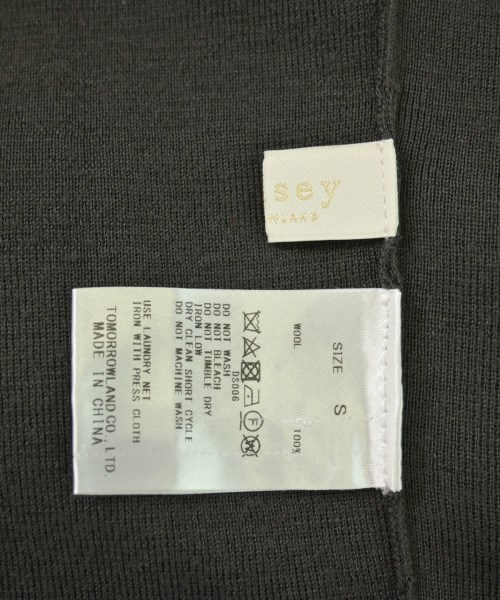 sey
SIZE S
WOOL 100%
DS006
DO NOT WASH
DO NOT BLEACH
DO NOT TUMBLE DRY
IRON LOW
DRY CLEAN SHORT CYCLE
DO NOT MACHINE WASH
USE LAUNDRY NET
IRON WITH PRESS CLOTH
TOMORROWLAND CO., LTD.
MADE IN CHINA